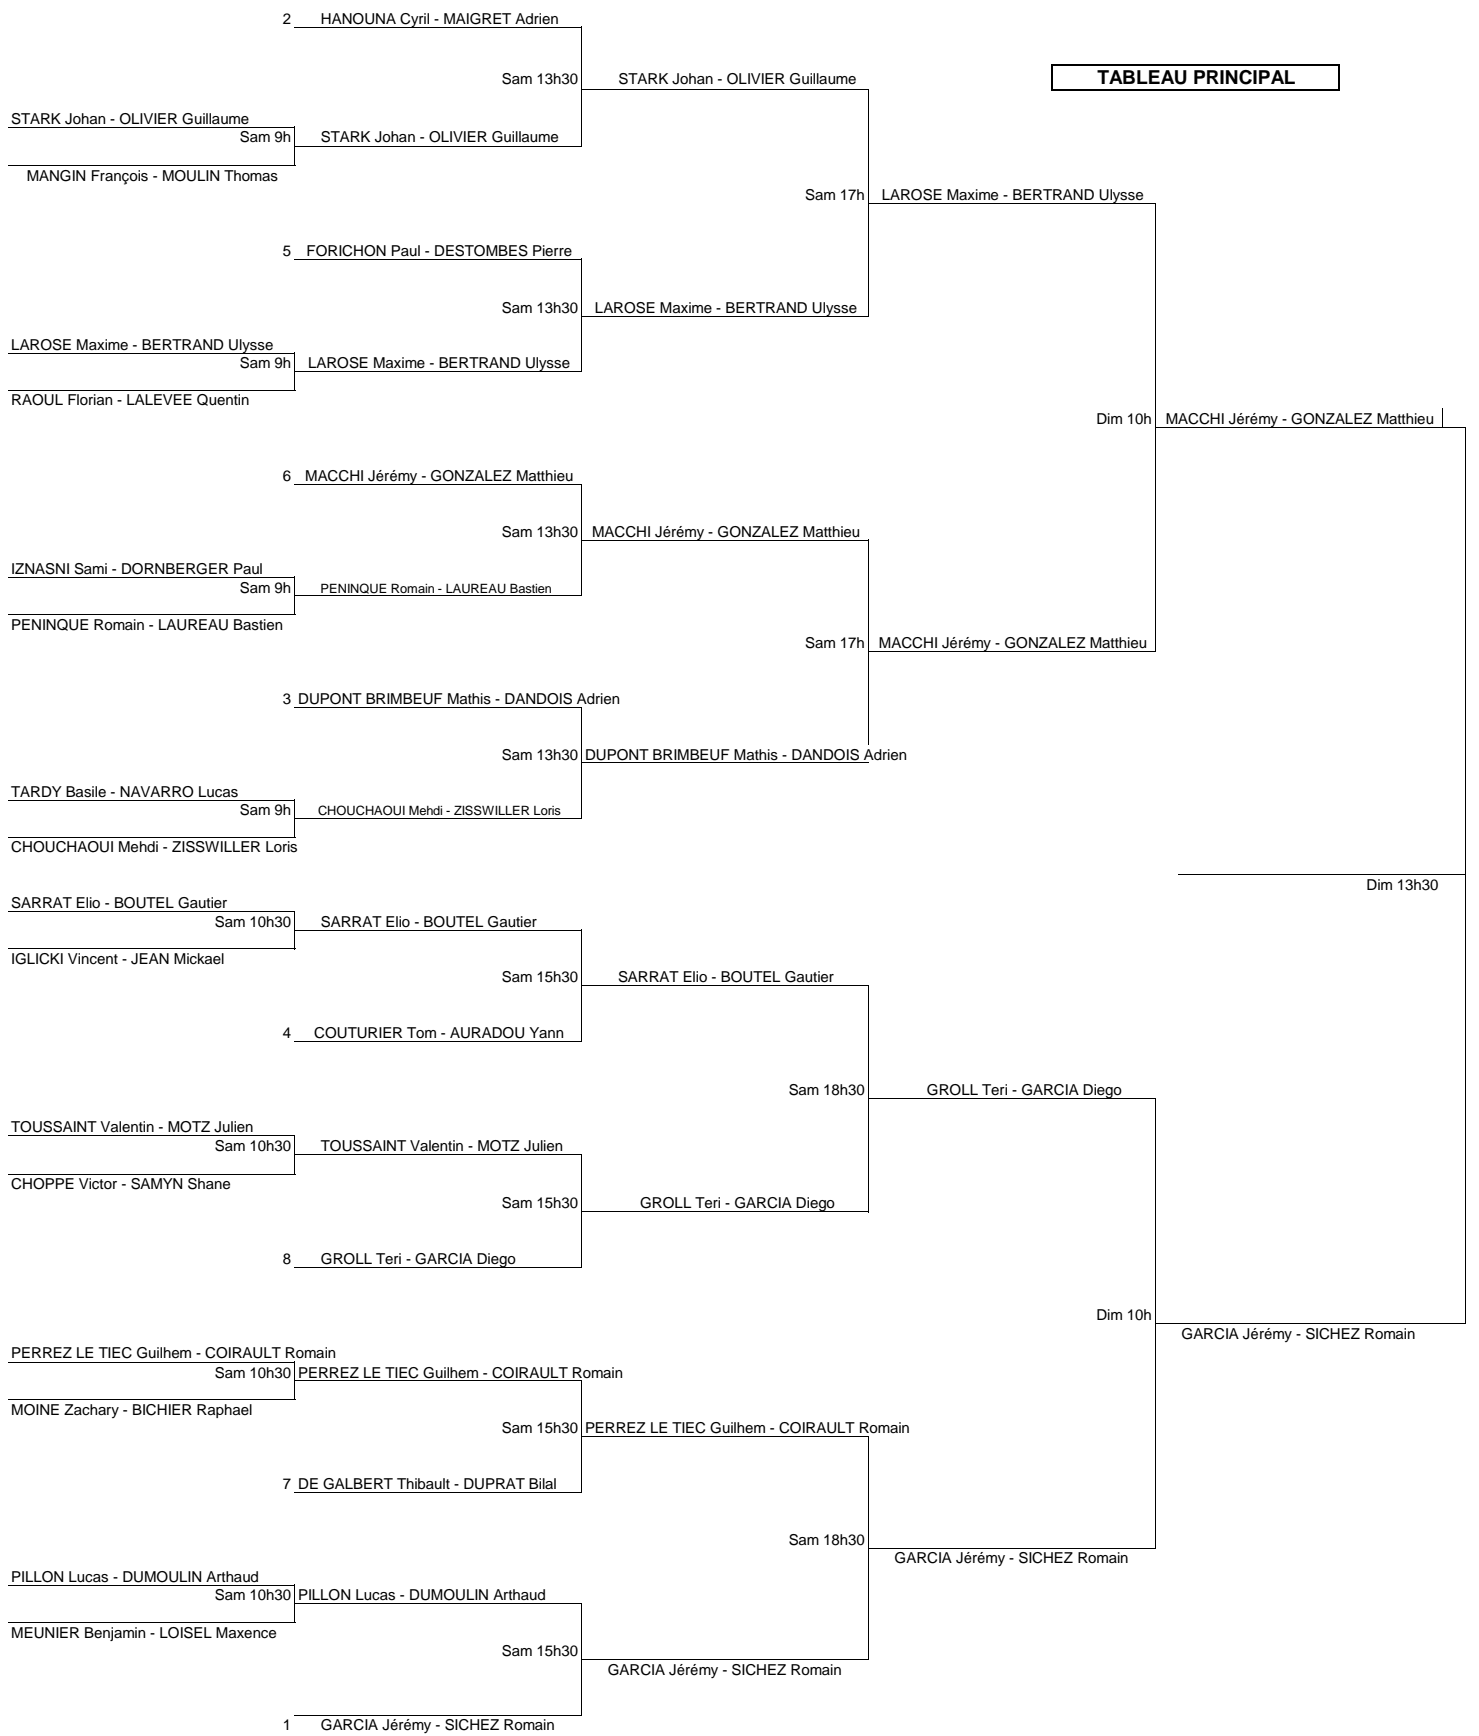 2 HANOUNA Cyril - MAIGRET Adrien
Sam 13h30 STARK Johan - OLIVIER Guillaume
TABLEAU PRINCIPAL
STARK Johan - OLIVIER Guillaume
Sam 9h STARK Johan - OLIVIER Guillaume
MANGIN François - MOULIN Thomas
Sam 17h LAROSE Maxime - BERTRAND Ulysse
5 FORICHON Paul - DESTOMBES Pierre
Sam 13h30 LAROSE Maxime - BERTRAND Ulysse
LAROSE Maxime - BERTRAND Ulysse
Sam 9h LAROSE Maxime - BERTRAND Ulysse
RAOUL Florian - LALEVEE Quentin
Dim 10h MACCHI Jérémy - GONZALEZ Matthieu
6 MACCHI Jérémy - GONZALEZ Matthieu
Sam 13h30 MACCHI Jérémy - GONZALEZ Matthieu
IZNASNI Sami - DORNBERGER Paul
Sam 9h PENINQUE Romain - LAUREAU Bastien
PENINQUE Romain - LAUREAU Bastien
Sam 17h MACCHI Jérémy - GONZALEZ Matthieu
3 DUPONT BRIMBEUF Mathis - DANDOIS Adrien
Sam 13h30 DUPONT BRIMBEUF Mathis - DANDOIS Adrien
TARDY Basile - NAVARRO Lucas
Sam 9h CHOUCHAOUI Mehdi - ZISSWILLER Loris
CHOUCHAOUI Mehdi - ZISSWILLER Loris
Dim 13h30
SARRAT Elio - BOUTEL Gautier
Sam 10h30 SARRAT Elio - BOUTEL Gautier
IGLICKI Vincent - JEAN Mickael
Sam 15h30 SARRAT Elio - BOUTEL Gautier
4 COUTURIER Tom - AURADOU Yann
Sam 18h30 GROLL Teri - GARCIA Diego
TOUSSAINT Valentin - MOTZ Julien
Sam 10h30 TOUSSAINT Valentin - MOTZ Julien
CHOPPE Victor - SAMYN Shane
Sam 15h30 GROLL Teri - GARCIA Diego
8 GROLL Teri - GARCIA Diego
Dim 10h
GARCIA Jérémy - SICHEZ Romain
PERREZ LE TIEC Guilhem - COIRAULT Romain
Sam 10h30 PERREZ LE TIEC Guilhem - COIRAULT Romain
MOINE Zachary - BICHIER Raphael
Sam 15h30 PERREZ LE TIEC Guilhem - COIRAULT Romain
7 DE GALBERT Thibault - DUPRAT Bilal
Sam 18h30
GARCIA Jérémy - SICHEZ Romain
PILLON Lucas - DUMOULIN Arthaud
Sam 10h30 PILLON Lucas - DUMOULIN Arthaud
MEUNIER Benjamin - LOISEL Maxence
Sam 15h30
GARCIA Jérémy - SICHEZ Romain
1 GARCIA Jérémy - SICHEZ Romain